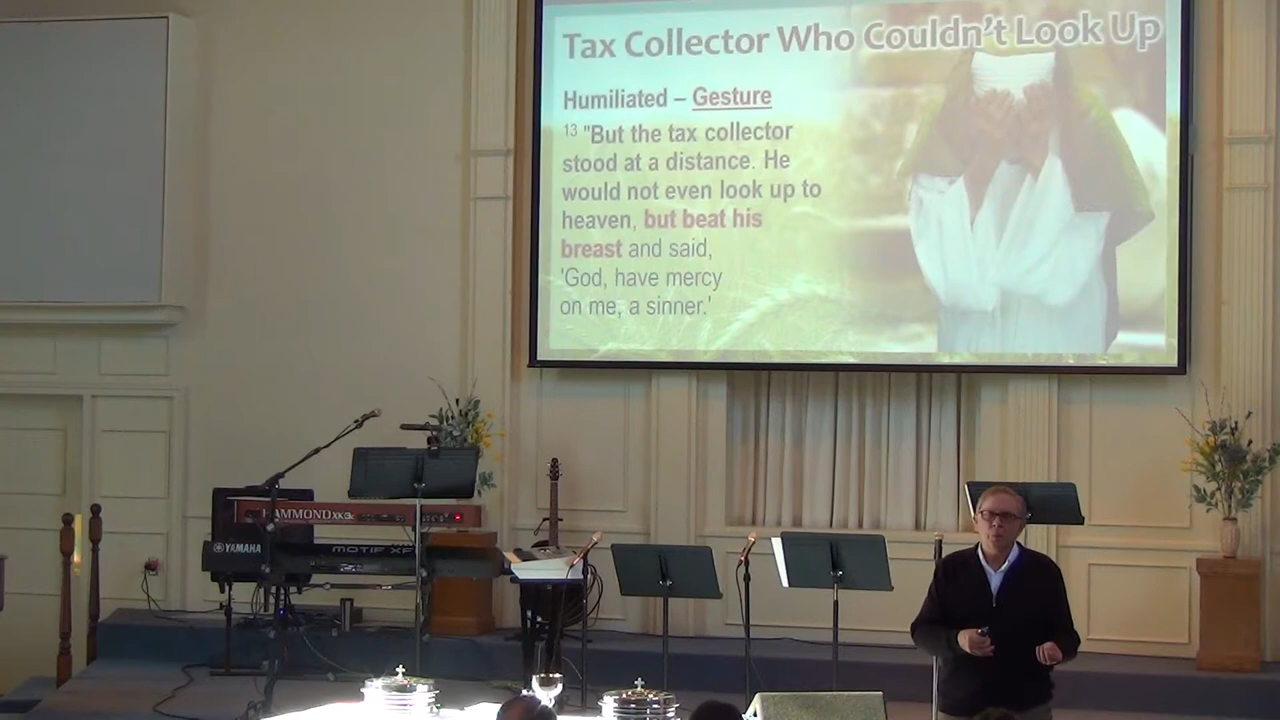 Tax Collector Who Couldn't Look Up
Humiliated – Gesture
13 "But the tax collector
stood at a distance. He
would not even look up to
heaven, but beat his
breast and said,
'God, have mercy
on me, a sinner.'
HAMMOND XK3c
YAMAHA MOTIF XF